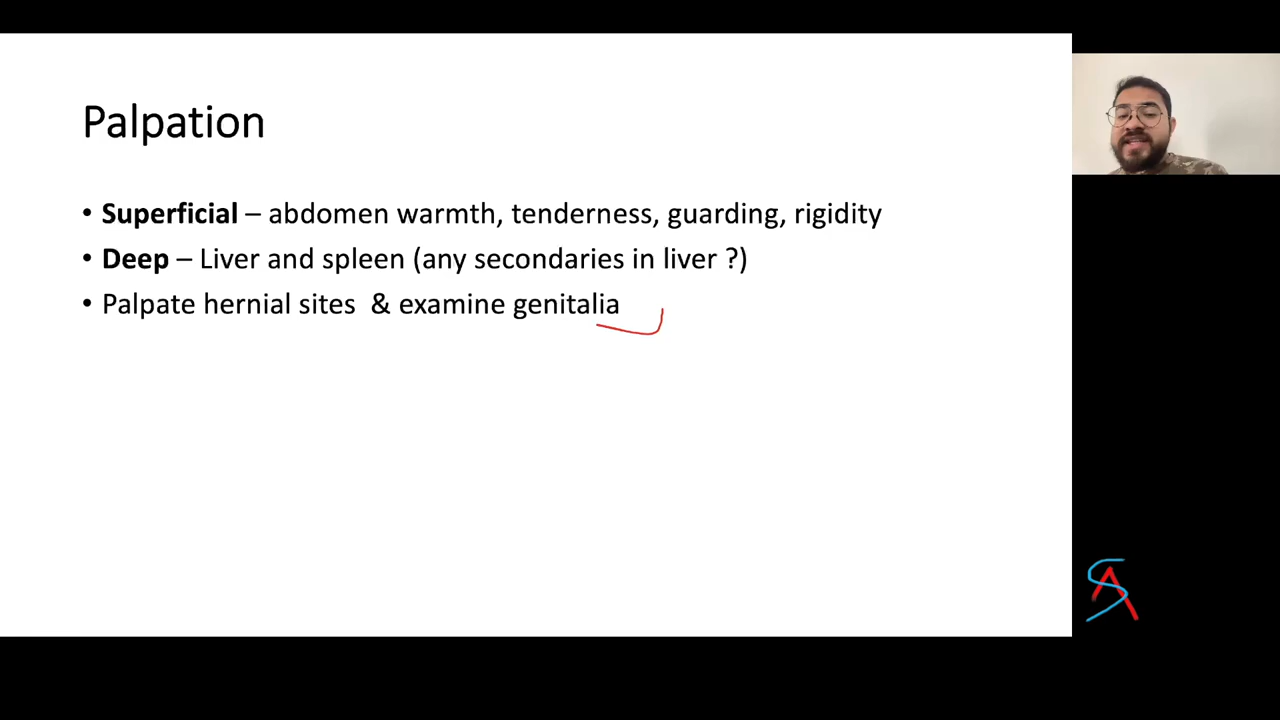 Palpation
• Superficial – abdomen warmth, tenderness, guarding, rigidity
• Deep – Liver and spleen (any secondaries in liver ?)
• Palpate hernial sites & examine genitalia
SA